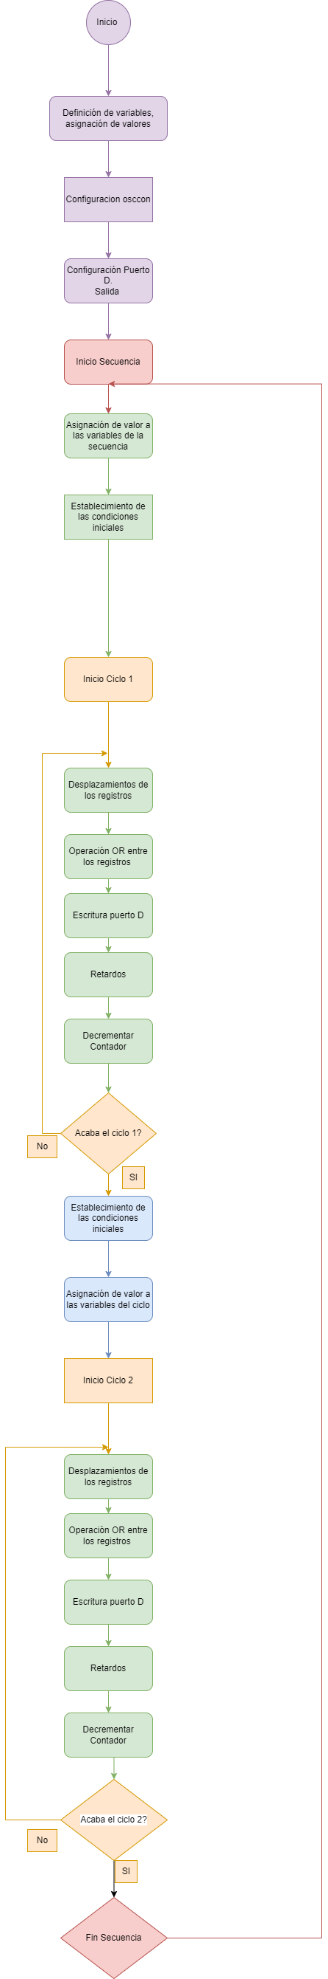 Inicio
Definición de variables,
asignación de valores
Configuracion osccon
Configuración Puerto
D.
Salida
Inicio Secuencia
Asignación de valor a
las variables de la
secuencia
Establecimiento de
las condiciones
iniciales
Inicio Ciclo 1
Desplazamientos de
los registros
Operación OR entre
los registros
Escritura puerto D
Retardos
Decrementar
Contador
Acaba el ciclo 1?
No
SI
Establecimiento de
las condiciones
iniciales
Asignación de valor a
las variables del ciclo
Inicio Ciclo 2
Desplazamientos de
los registros
Operación OR entre
los registros
Escritura puerto D
Retardos
Decrementar
Contador
Acaba el ciclo 2?
No
SI
Fin Secuencia